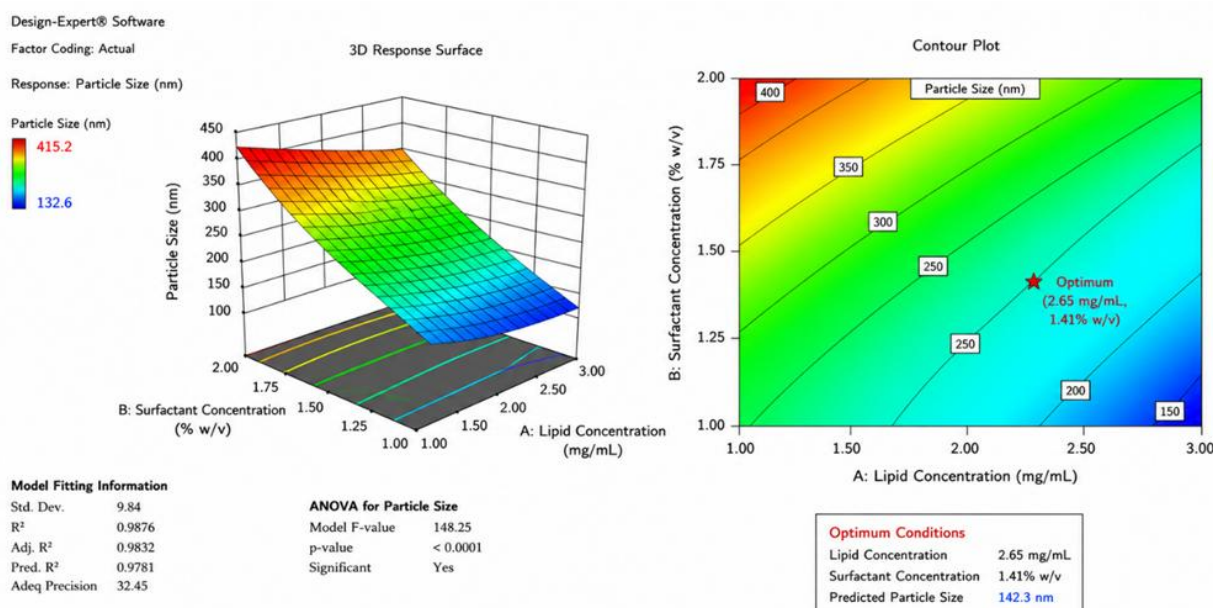 Design-Expert® Software
Factor Coding: Actual
Response: Particle Size (nm)
Particle Size (nm)
415.2
132.6
3D Response Surface
450
400
350
300
250
200
150
100
Particle Size (nm)
2.00
1.75
1.50
1.25
1.00
B: Surfactant Concentration
(% w/v)
1.00
1.50
2.00
2.50
3.00
A: Lipid Concentration
(mg/mL)
Contour Plot
Particle Size (nm)
2.00
1.75
1.50
1.25
1.00
B: Surfactant Concentration (% w/v)
400
350
300
250
250
200
150
Optimum
(2.65 mg/mL,
1.41% w/v)
1.00
1.50
2.00
2.50
3.00
A: Lipid Concentration (mg/mL)
Model Fitting Information
Std. Dev. 9.84
R² 0.9876
Adj. R² 0.9832
Pred. R² 0.9781
Adeq Precision 32.45
ANOVA for Particle Size
Model F-value 148.25
p-value < 0.0001
Significant Yes
Optimum Conditions
Lipid Concentration 2.65 mg/mL
Surfactant Concentration 1.41% w/v
Predicted Particle Size 142.3 nm